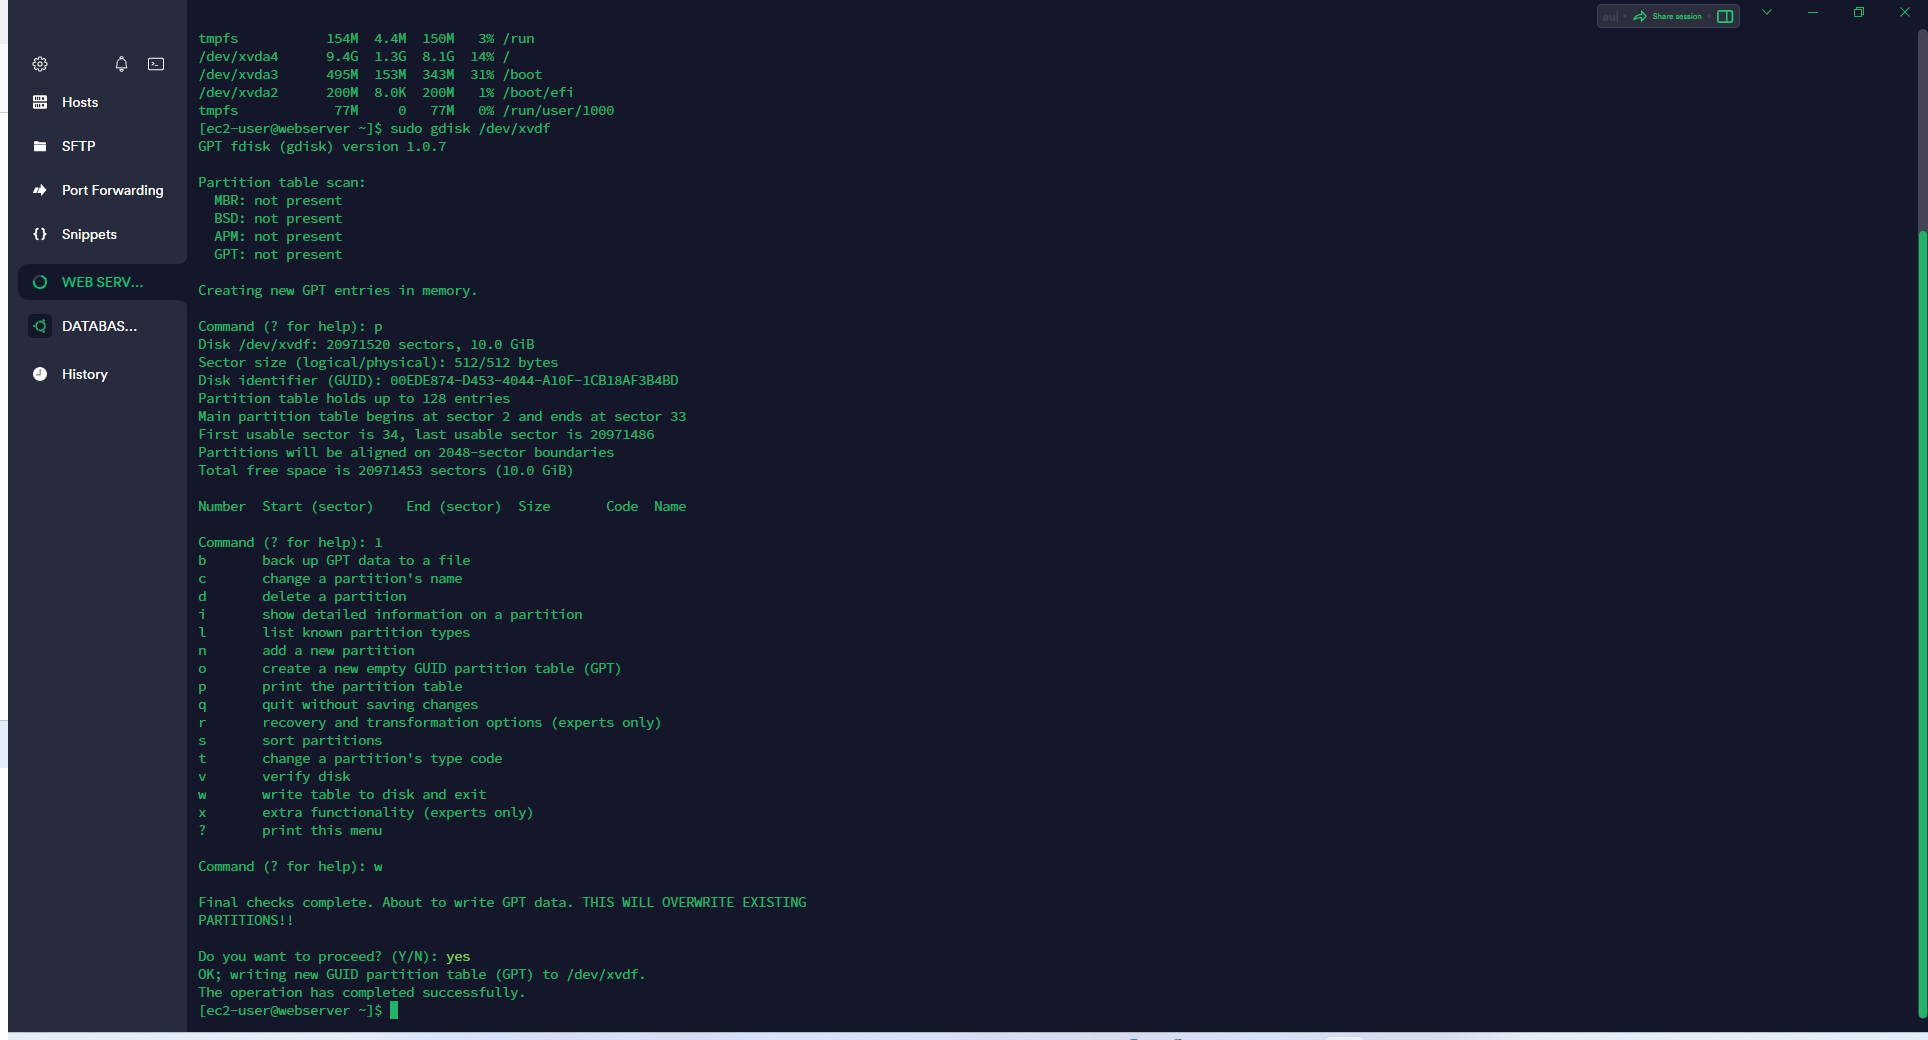 Share session
Hosts
SFTP
Port Forwarding
Snippets
WEB SERV...
DATABAS...
History
tmpfs           154M  4.4M  150M   3% /run
/dev/xvda4      9.4G  1.3G  8.1G  14% /
/dev/xvda3      495M  153M  343M  31% /boot
/dev/xvda2      200M  8.0K  200M   1% /boot/efi
tmpfs            77M     0   77M   0% /run/user/1000
[ec2-user@webserver ~]$ sudo gdisk /dev/xvdf
GPT fdisk (gdisk) version 1.0.7
Partition table scan:
  MBR: not present
  BSD: not present
  APM: not present
  GPT: not present
Creating new GPT entries in memory.
Command (? for help): p
Disk /dev/xvdf: 20971520 sectors, 10.0 GiB
Sector size (logical/physical): 512/512 bytes
Disk identifier (GUID): 00EDE874-D453-4044-A10F-1CB18AF3B4BD
Partition table holds up to 128 entries
Main partition table begins at sector 2 and ends at sector 33
First usable sector is 34, last usable sector is 20971486
Partitions will be aligned on 2048-sector boundaries
Total free space is 20971453 sectors (10.0 GiB)
Number  Start (sector)    End (sector)  Size       Code  Name
Command (? for help): 1
b       back up GPT data to a file
c       change a partition's name
d       delete a partition
i       show detailed information on a partition
l       list known partition types
n       add a new partition
o       create a new empty GUID partition table (GPT)
p       print the partition table
q       quit without saving changes
r       recovery and transformation options (experts only)
s       sort partitions
t       change a partition's type code
v       verify disk
w       write table to disk and exit
x       extra functionality (experts only)
?       print this menu
Command (? for help): w
Final checks complete. About to write GPT data. THIS WILL OVERWRITE EXISTING
PARTITIONS!!
Do you want to proceed? (Y/N): yes
OK; writing new GUID partition table (GPT) to /dev/xvdf.
The operation has completed successfully.
[ec2-user@webserver ~]$